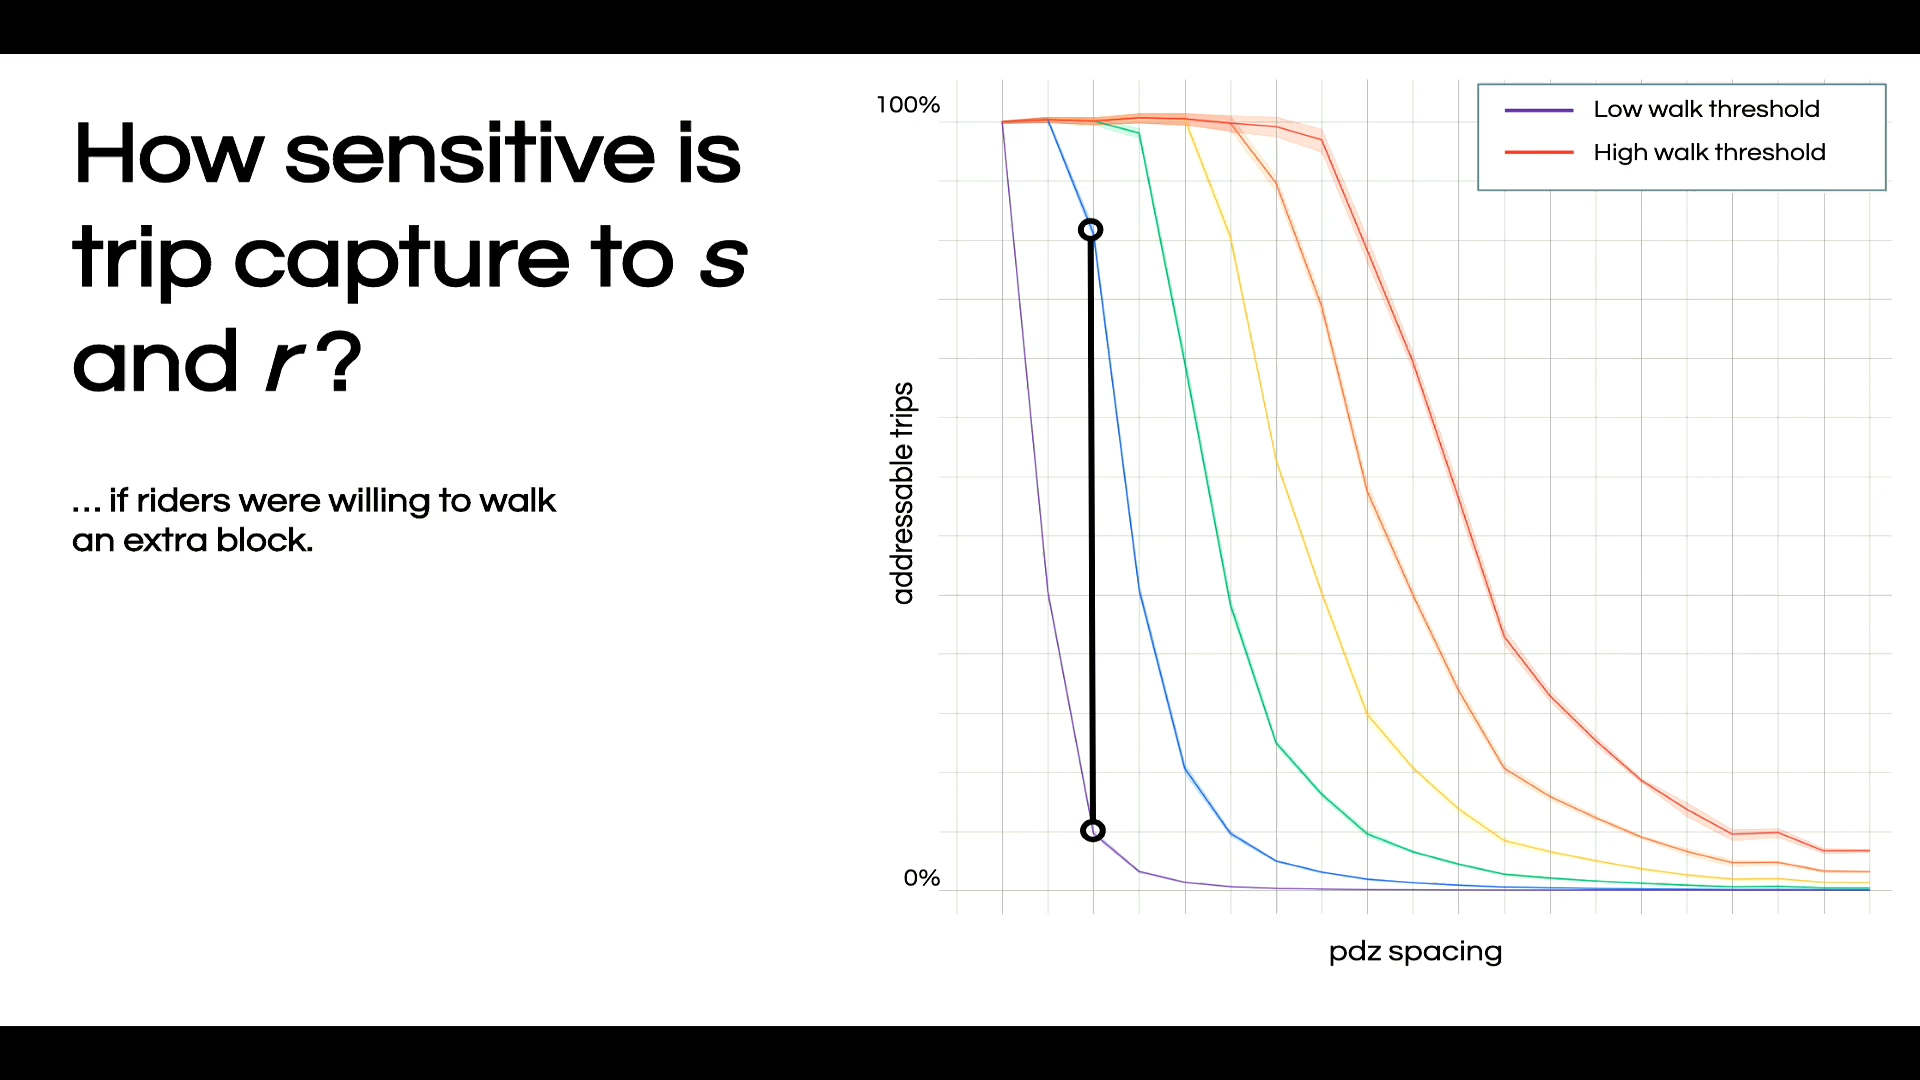 How sensitive is
trip capture to s
and r?
... if riders were willing to walk
an extra block.
100%
addressable trips
0%
pdz spacing
Low walk threshold
High walk threshold